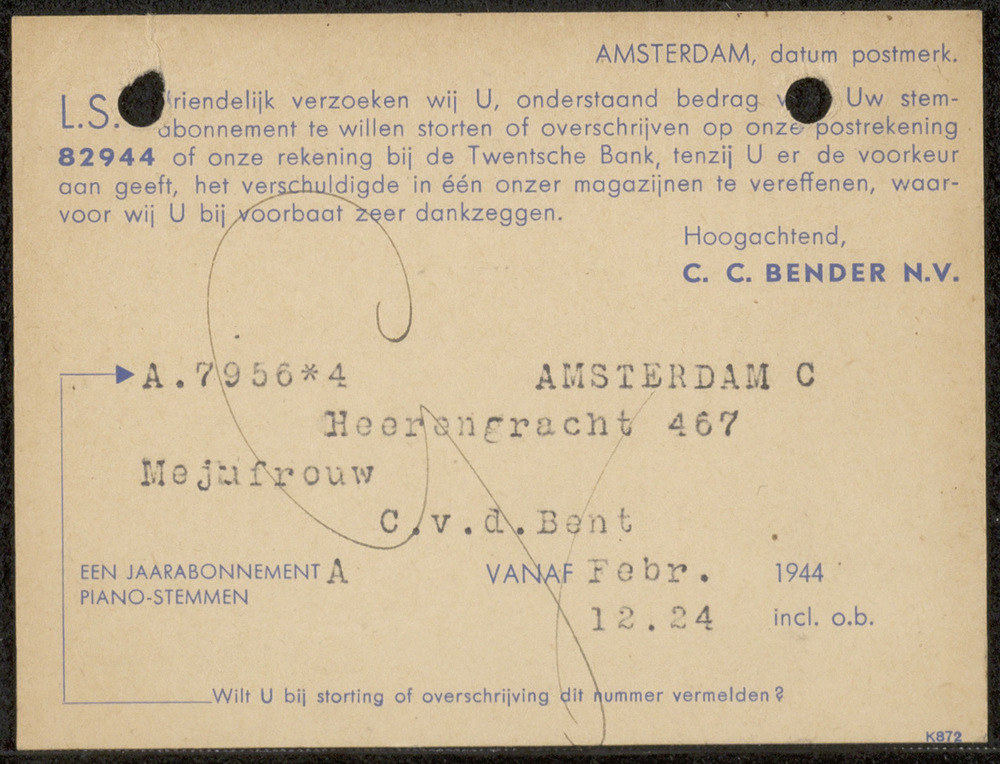 AMSTERDAM, datum postmerk.
L.S. Vriendelijk verzoeken wij U, onderstaand bedrag v Uw stem-
abonnement te willen storten of overschrijven op onze postrekening
82944 of onze rekening bij de Twentsche Bank, tenzij U er de voorkeur
aan geeft, het verschuldigde in één onzer magazijnen te vereffenen, waar-
voor wij U bij voorbaat zeer dankzeggen.
Hoogachtend,
C. C. BENDER N.V.
A.7956*4 AMSTERDAM C
Heerengracht 467
Mejufrouw
C.v.d.Bent
EEN JAARABONNEMENT A VANAF Febr. 1944
PIANO-STEMMEN
12.24 incl. o.b.
Wilt U bij storting of overschrijving dit nummer vermelden?
K872